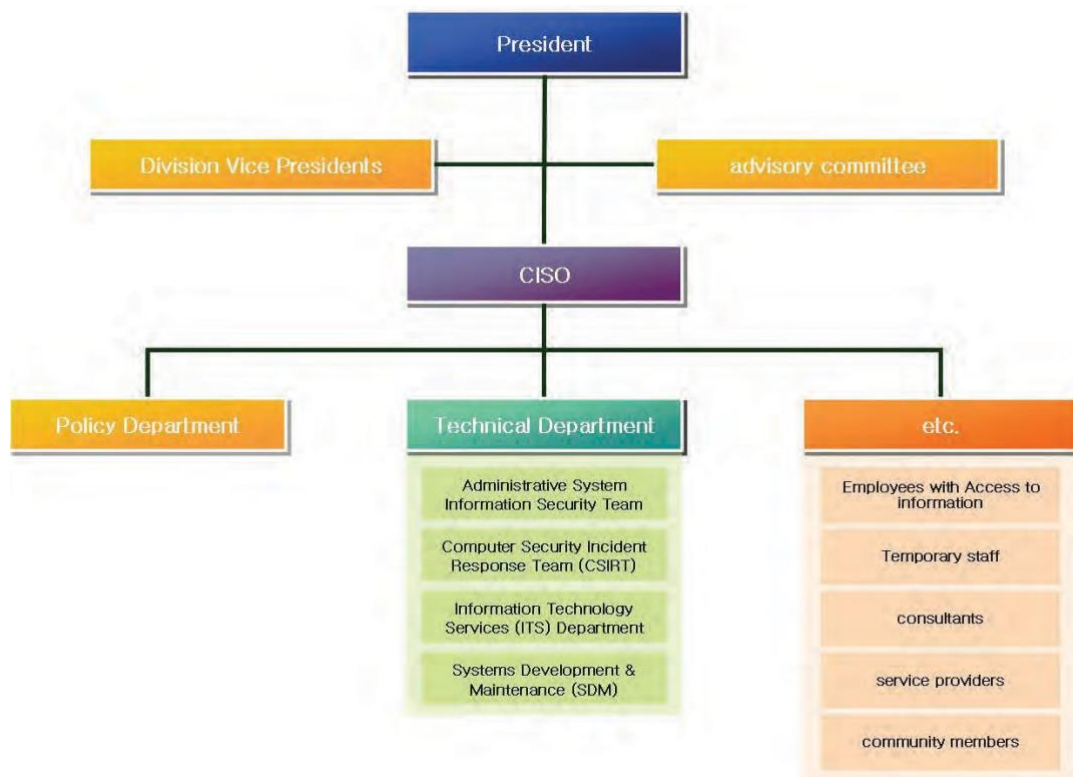 President
Division Vice Presidents
advisory committee
CISO
Policy Department
Technical Department
etc.
Administrative System
Information Security Team
Computer Security Incident
Response Team (CSIRT)
Information Technology
Services (ITS) Department
Systems Development &
Maintenance (SDM)
Employees with Access to
information
Temporary staff
consultants
service providers
community members